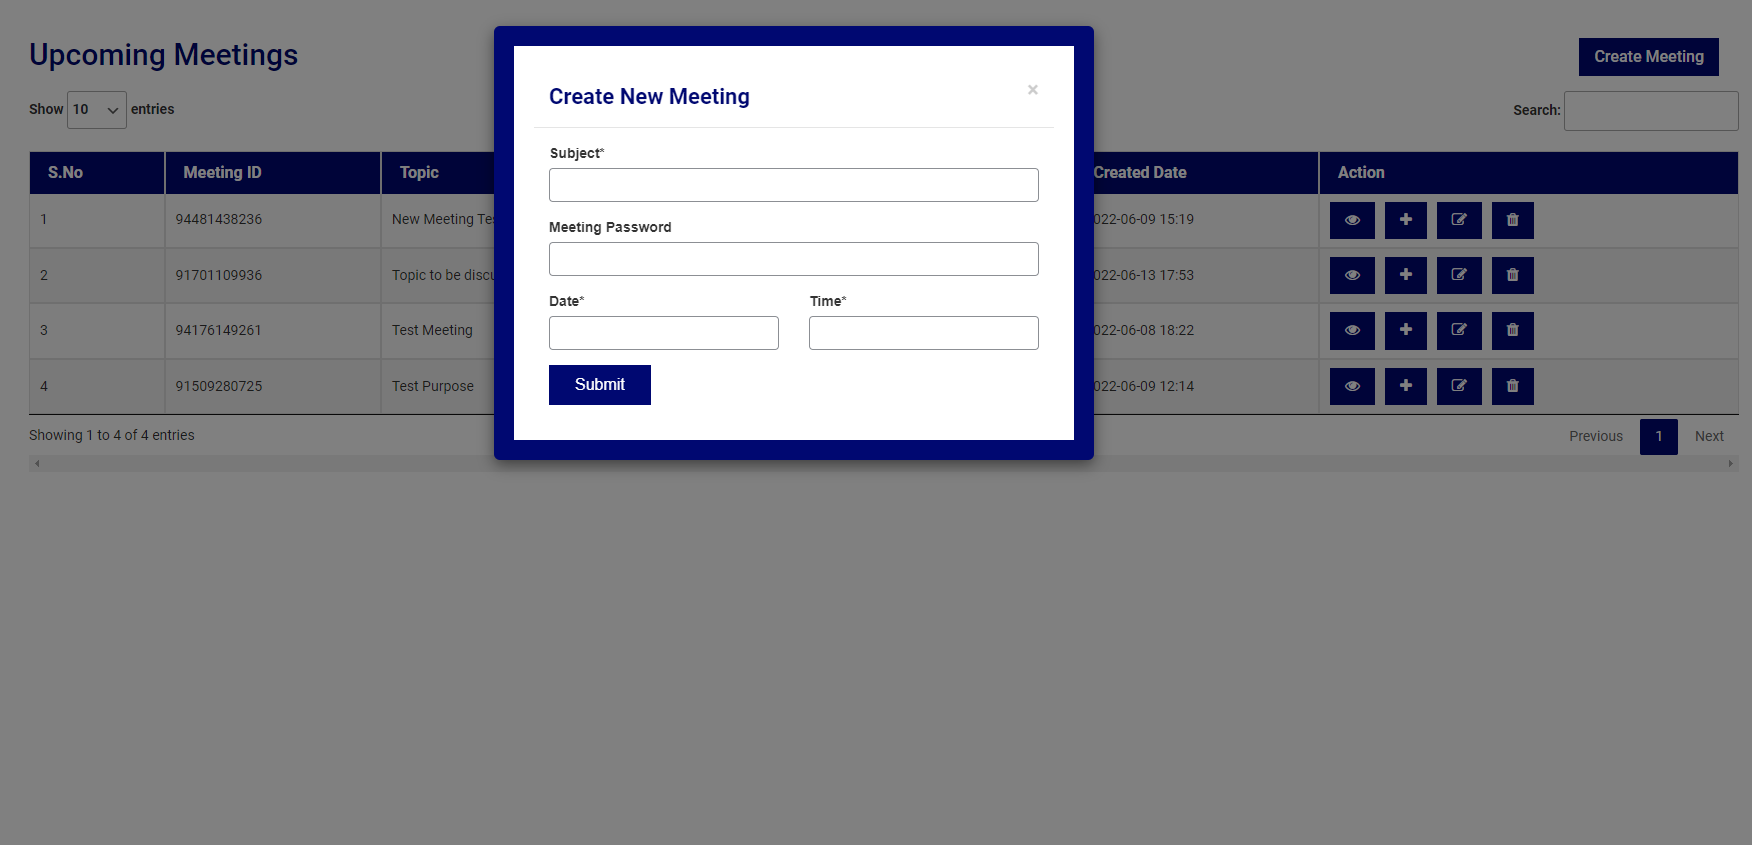 Upcoming Meetings
Create Meeting
Show 10 entries
Search:
S.No Meeting ID Topic Created Date Action
1 94481438236 New Meeting 022-06-09 15:19
2 91701109936 Topic to be 022-06-13 17:53
3 94176149261 Test Meeting 022-06-08 18:22
4 91509280725 Test Purpose 022-06-09 12:14
Showing 1 to 4 of 4 entries
Previous 1 Next
Create New Meeting ×
Subject*
Meeting Password
Date* Time*
Submit